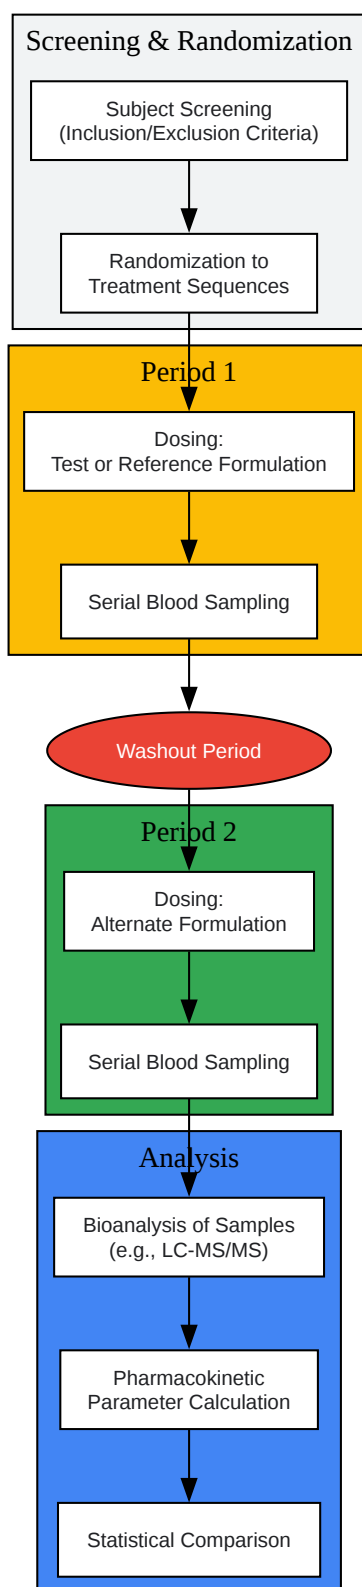 Screening & Randomization
Subject Screening
(Inclusion/Exclusion Criteria)
Randomization to
Treatment Sequences
Period 1
Dosing:
Test or Reference Formulation
Serial Blood Sampling
Washout Period
Period 2
Dosing:
Alternate Formulation
Serial Blood Sampling
Analysis
Bioanalysis of Samples
(e.g., LC-MS/MS)
Pharmacokinetic
Parameter Calculation
Statistical Comparison